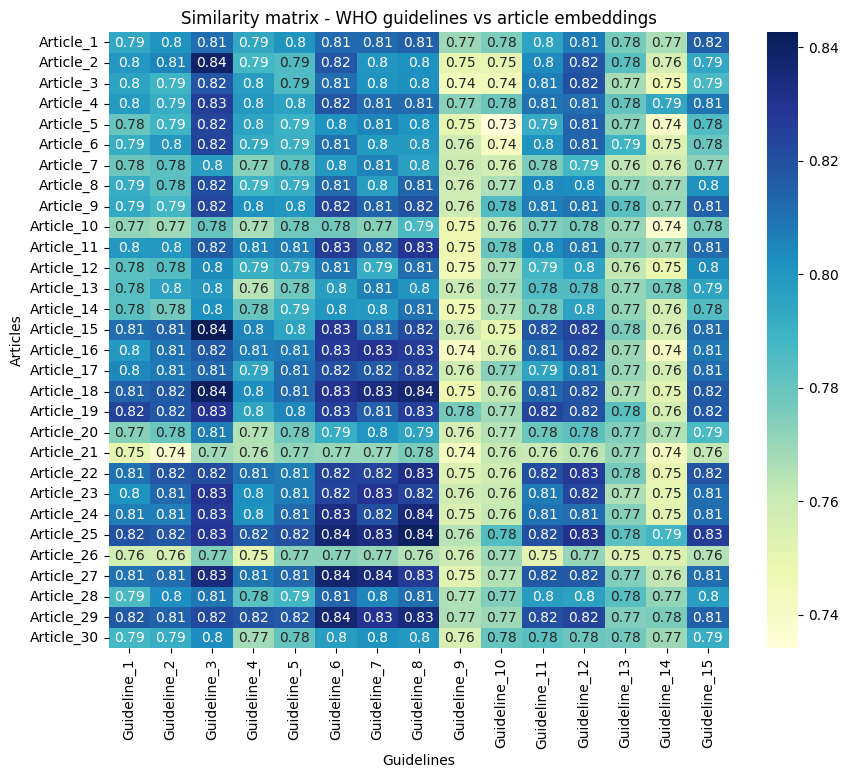 Similarity matrix - WHO guidelines vs article embeddings
Articles
Article_1 0.79 0.8 0.81 0.79 0.8 0.81 0.81 0.81 0.77 0.78 0.8 0.81 0.78 0.77 0.82
Article_2 0.8 0.81 0.84 0.79 0.79 0.82 0.8 0.8 0.75 0.75 0.8 0.82 0.78 0.76 0.79
Article_3 0.8 0.79 0.82 0.8 0.79 0.81 0.8 0.8 0.74 0.74 0.81 0.82 0.77 0.75 0.79
Article_4 0.8 0.79 0.83 0.8 0.8 0.82 0.81 0.81 0.77 0.78 0.81 0.81 0.78 0.79 0.81
Article_5 0.78 0.79 0.82 0.8 0.79 0.8 0.81 0.8 0.75 0.73 0.79 0.81 0.77 0.74 0.78
Article_6 0.79 0.8 0.82 0.79 0.79 0.81 0.8 0.8 0.76 0.74 0.8 0.81 0.79 0.75 0.78
Article_7 0.78 0.78 0.8 0.77 0.78 0.8 0.81 0.8 0.76 0.76 0.78 0.79 0.76 0.76 0.77
Article_8 0.79 0.78 0.82 0.79 0.79 0.81 0.8 0.81 0.76 0.77 0.8 0.8 0.77 0.77 0.8
Article_9 0.79 0.79 0.82 0.8 0.8 0.82 0.81 0.82 0.76 0.78 0.81 0.81 0.78 0.77 0.81
Article_10 0.77 0.77 0.78 0.77 0.78 0.78 0.77 0.79 0.75 0.76 0.77 0.78 0.77 0.74 0.78
Article_11 0.8 0.8 0.82 0.81 0.81 0.83 0.82 0.83 0.75 0.78 0.8 0.81 0.77 0.77 0.81
Article_12 0.78 0.78 0.8 0.79 0.79 0.81 0.79 0.81 0.75 0.77 0.79 0.8 0.76 0.75 0.8
Article_13 0.78 0.8 0.8 0.76 0.78 0.8 0.81 0.8 0.76 0.77 0.78 0.78 0.77 0.78 0.79
Article_14 0.78 0.78 0.8 0.78 0.79 0.8 0.8 0.81 0.75 0.77 0.78 0.8 0.77 0.76 0.78
Article_15 0.81 0.81 0.84 0.8 0.8 0.83 0.81 0.82 0.76 0.75 0.82 0.82 0.78 0.76 0.81
Article_16 0.8 0.81 0.82 0.81 0.81 0.83 0.83 0.83 0.74 0.76 0.81 0.82 0.77 0.74 0.81
Article_17 0.8 0.81 0.81 0.79 0.81 0.82 0.82 0.82 0.76 0.77 0.79 0.81 0.77 0.76 0.81
Article_18 0.81 0.82 0.84 0.8 0.81 0.83 0.83 0.84 0.75 0.76 0.81 0.82 0.77 0.75 0.82
Article_19 0.82 0.82 0.83 0.8 0.8 0.83 0.81 0.83 0.78 0.77 0.82 0.82 0.78 0.76 0.82
Article_20 0.77 0.78 0.81 0.77 0.78 0.79 0.8 0.79 0.76 0.77 0.78 0.78 0.77 0.77 0.79
Article_21 0.75 0.74 0.77 0.76 0.77 0.77 0.77 0.78 0.74 0.76 0.76 0.76 0.77 0.74 0.76
Article_22 0.81 0.82 0.82 0.81 0.81 0.82 0.82 0.83 0.75 0.76 0.82 0.83 0.78 0.75 0.82
Article_23 0.8 0.81 0.83 0.8 0.81 0.82 0.83 0.82 0.76 0.76 0.81 0.82 0.77 0.75 0.81
Article_24 0.81 0.81 0.83 0.8 0.81 0.83 0.82 0.84 0.75 0.76 0.81 0.81 0.77 0.75 0.81
Article_25 0.82 0.82 0.83 0.82 0.82 0.84 0.83 0.84 0.76 0.78 0.82 0.83 0.78 0.79 0.83
Article_26 0.76 0.76 0.77 0.75 0.77 0.77 0.77 0.76 0.76 0.77 0.75 0.77 0.75 0.75 0.76
Article_27 0.81 0.81 0.83 0.81 0.81 0.84 0.84 0.83 0.75 0.77 0.82 0.82 0.77 0.76 0.81
Article_28 0.79 0.8 0.81 0.78 0.79 0.81 0.8 0.81 0.77 0.77 0.8 0.8 0.78 0.77 0.8
Article_29 0.82 0.81 0.82 0.82 0.82 0.84 0.83 0.83 0.77 0.77 0.82 0.82 0.77 0.78 0.81
Article_30 0.79 0.79 0.8 0.77 0.78 0.8 0.8 0.8 0.76 0.78 0.78 0.78 0.78 0.77 0.79
Guideline_1 Guideline_2 Guideline_3 Guideline_4 Guideline_5 Guideline_6 Guideline_7 Guideline_8 Guideline_9 Guideline_10 Guideline_11 Guideline_12 Guideline_13 Guideline_14 Guideline_15
Guidelines
0.84
0.82
0.80
0.78
0.76
0.74